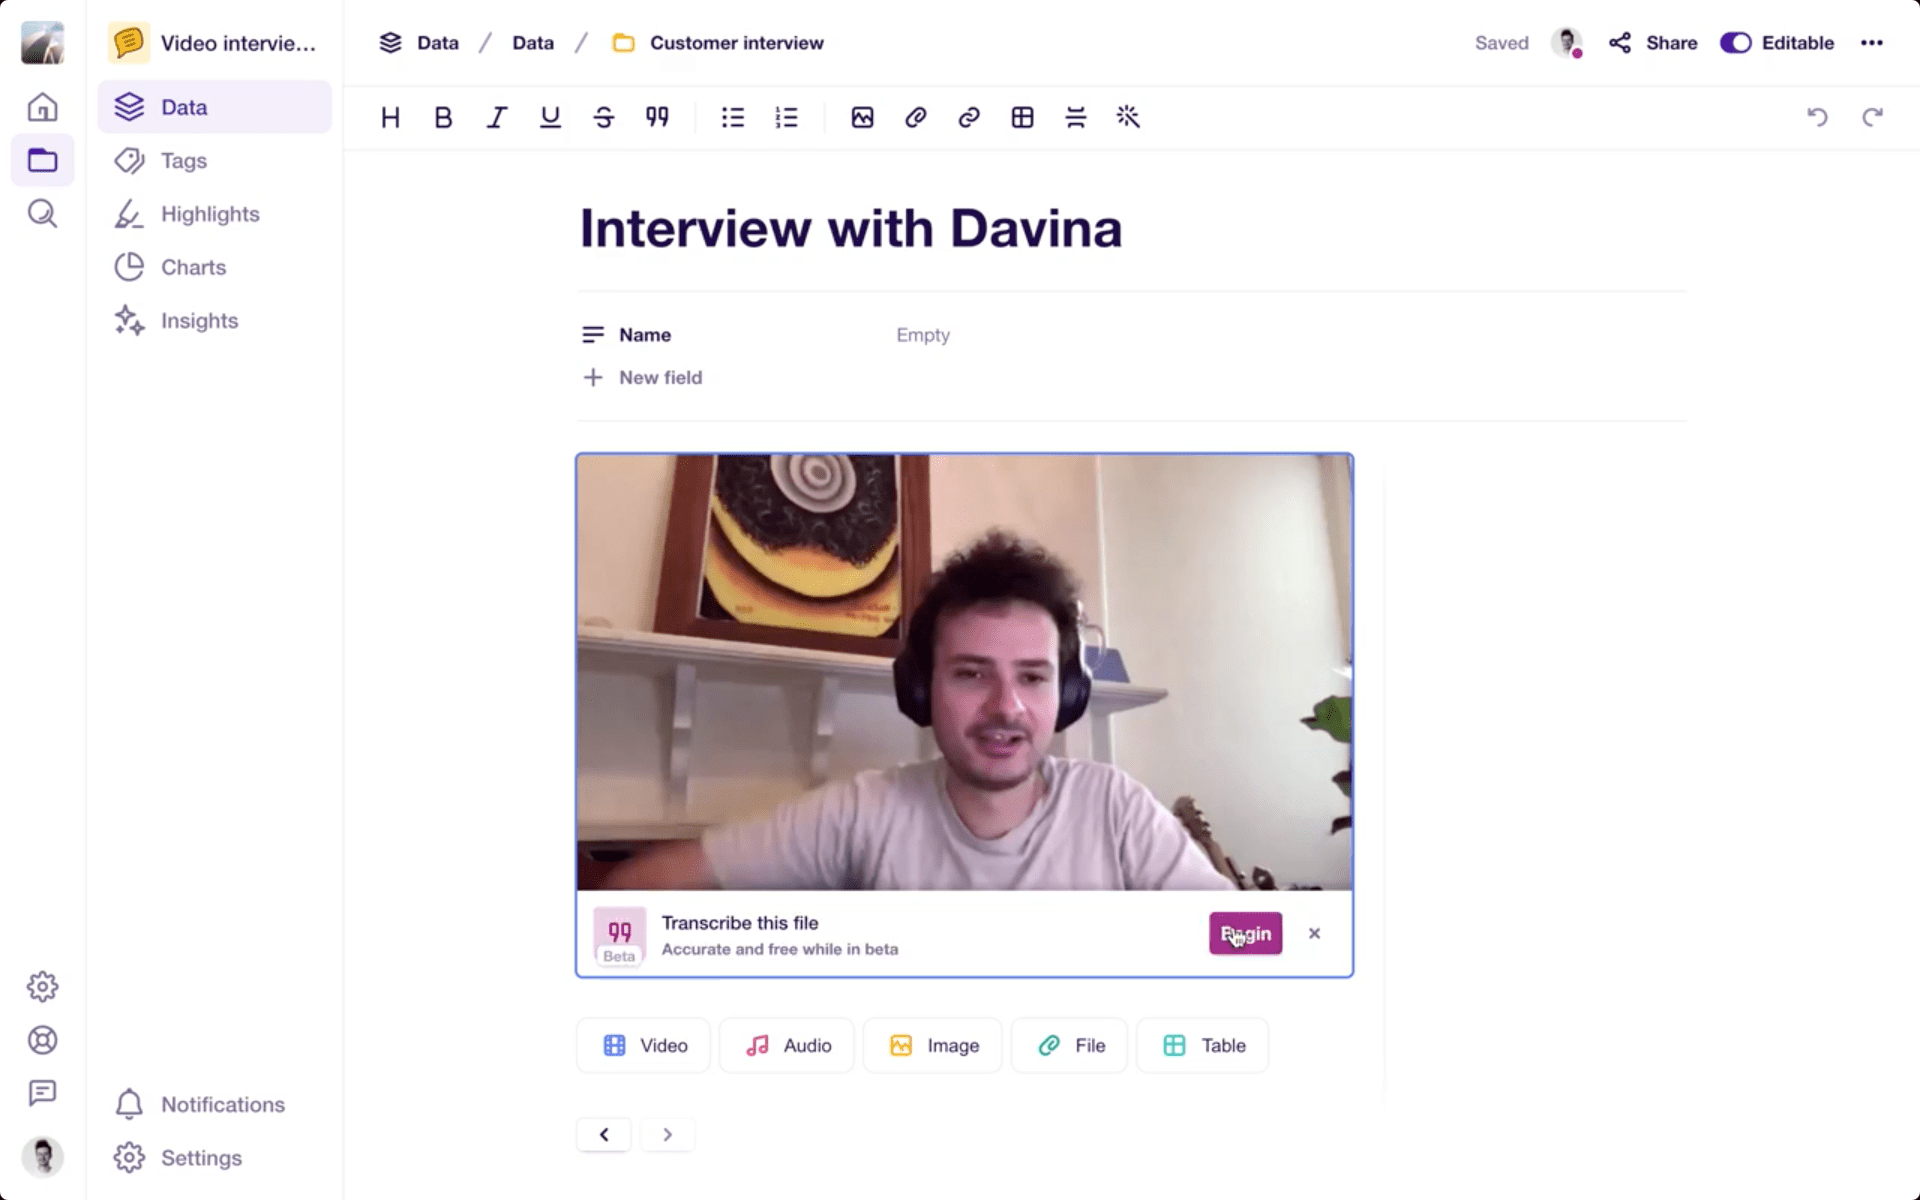 Video intervie...
Data / Data / Customer interview
Saved
Share
Editable
Data
Tags
Highlights
Charts
Insights
H B I U S 99
Interview with Davina
Name
Empty
New field
99
Beta
Transcribe this file
Accurate and free while in beta
Begin
Video
Audio
Image
File
Table
Notifications
Settings